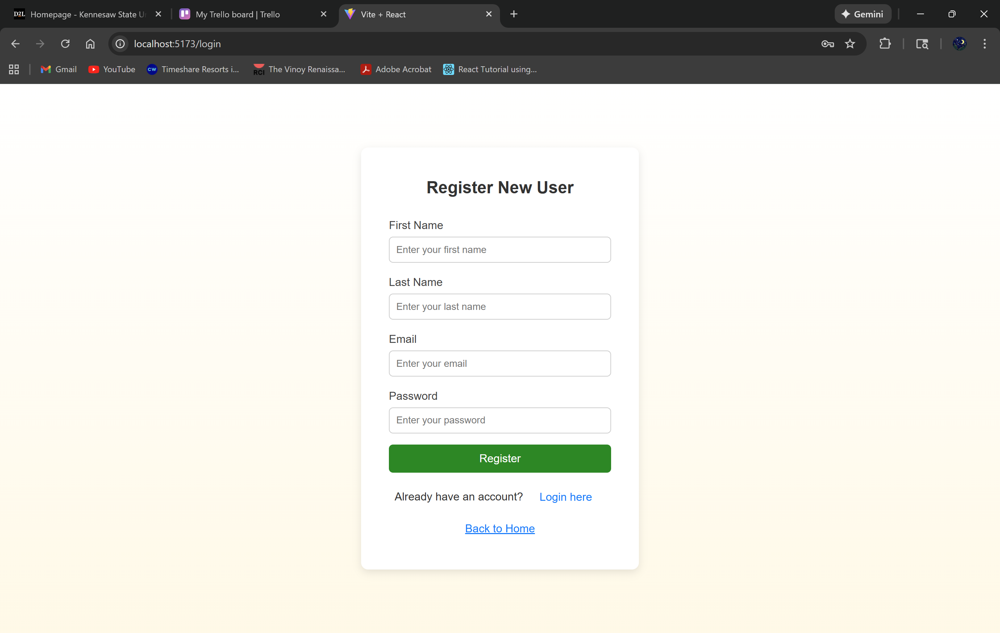 D2L Homepage - Kennesaw State Un
My Trello board | Trello
Vite + React
Gemini
localhost:5173/login
Gmail
YouTube
CW Timeshare Resorts i...
RCI The Vinoy Renaissa...
Adobe Acrobat
React Tutorial using...
Register New User
First Name
Enter your first name
Last Name
Enter your last name
Email
Enter your email
Password
Enter your password
Register
Already have an account? Login here
Back to Home